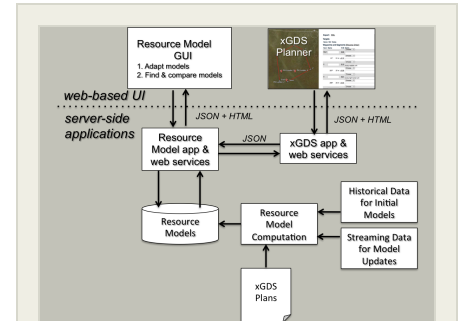 Resource Model
GUI
1. Adapt models
2. Find & compare models
xGDS
Planner
web-based UI
server-side
applications
JSON + HTML
JSON + HTML
Resource
Model app &
web services
JSON
xGDS app &
web services
Resource
Models
Resource
Model
Computation
Historical Data
for Initial
Models
Streaming Data
for Model
Updates
xGDS
Plans